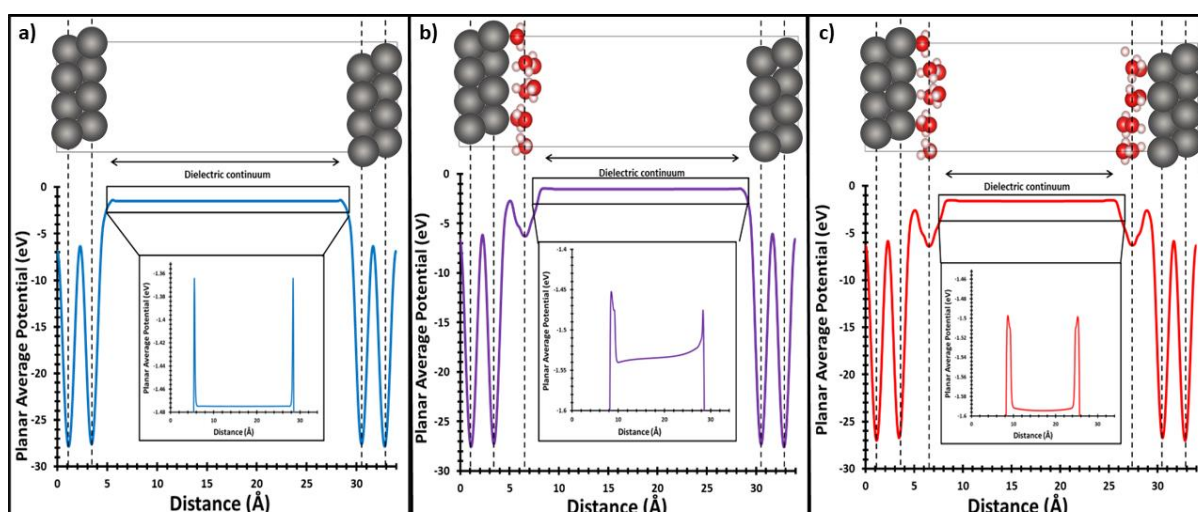 a)
Dielectric continuum
0
-5
-10
-15
-20
-25
-30
Planar Average Potential (eV)
-1.36
-1.38
-1.4
-1.42
-1.44
-1.46
-1.48
Planar Average Potential (eV)
0 10 20 30
Distance (Å)
0 5 10 15 20 25 30
Distance (Å)
b)
Dielectric continuum
0
-5
-10
-15
-20
-25
-30
Planar Average Potential (eV)
-1.4
-1.45
-1.5
-1.55
-1.6
Planar Average Potential (eV)
0 10 20 30
Distance (Å)
0 5 10 15 20 25 30
Distance (Å)
c)
Dielectric continuum
0
-5
-10
-15
-20
-25
-30
Planar Average Potential (eV)
-1.46
-1.48
-1.5
-1.52
-1.54
-1.56
-1.58
-1.6
Planar Average Potential (eV)
0 10 20 30
Distance (Å)
0 5 10 15 20 25 30
Distance (Å)